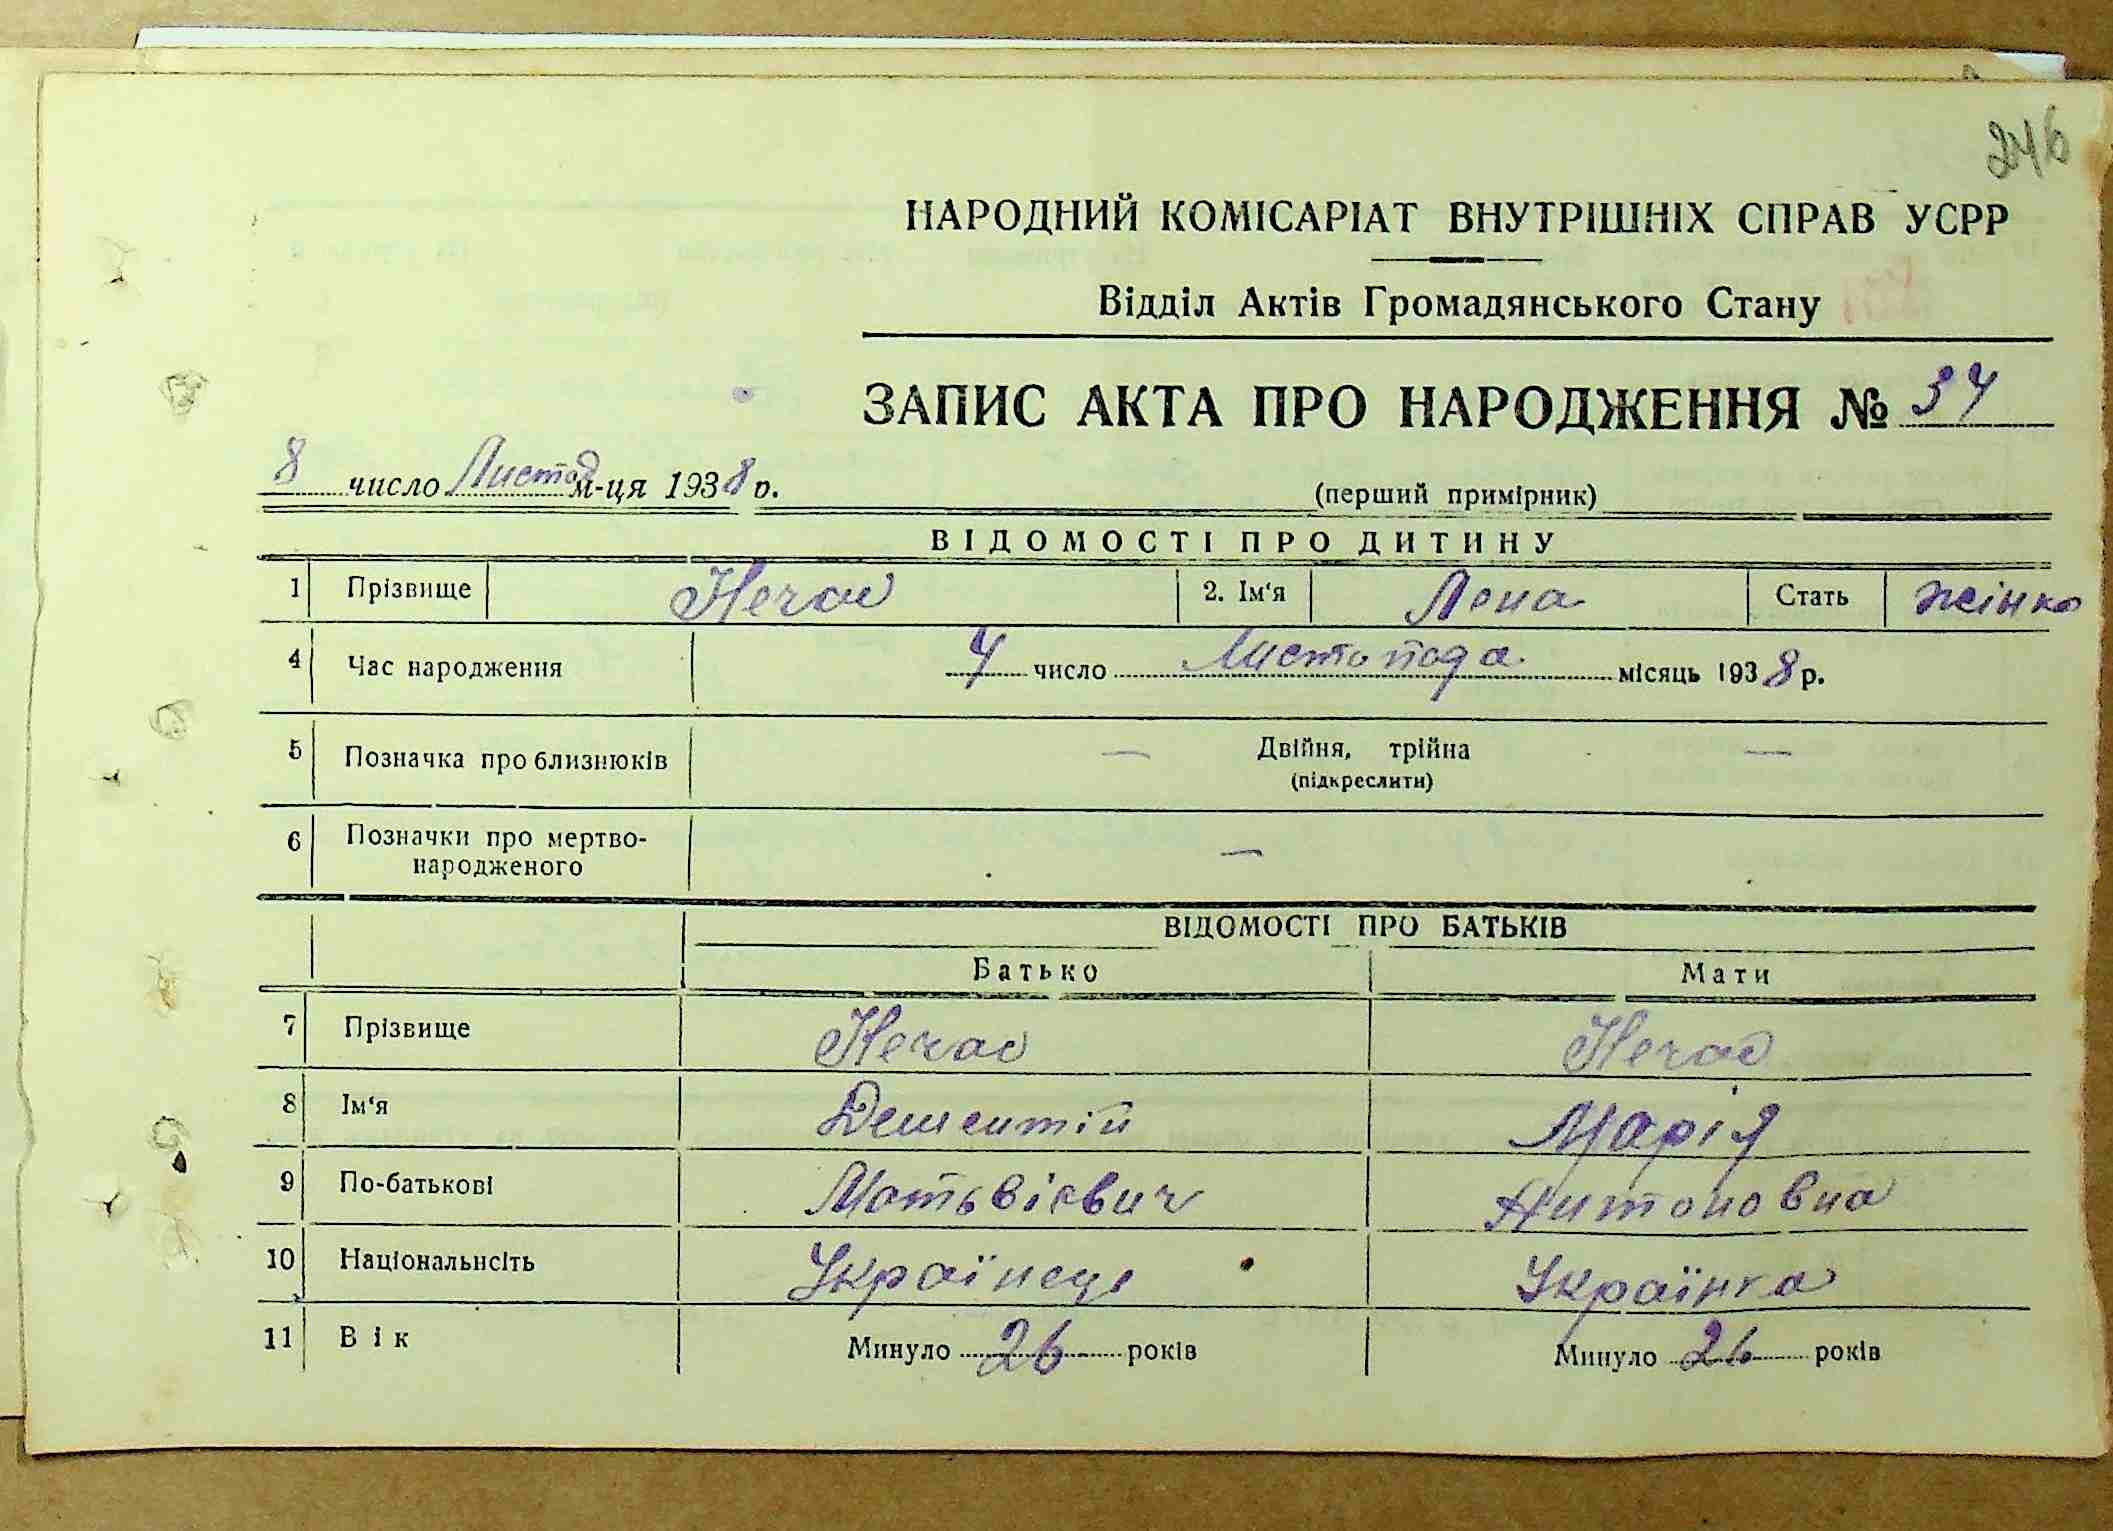 246
НАРОДНИЙ КОМІСАРІАТ ВНУТРІШНІХ СПРАВ УСРР
Відділ Актів Громадянського Стану
ЗАПИС АКТА ПРО НАРОДЖЕННЯ № 34
8 число Листод м-ця 1938 р.
(перший примірник)
ВІДОМОСТІ ПРО ДИТИНУ
1 Прізвище Нечас 2. Ім'я Лена Стать жінка
4 Час народження 4 число Листопада місяць 1938 р.
5 Позначка про близнюків — Двійня, трійна —
(підкреслити)
6 Позначки про мертво-
народженого —
ВІДОМОСТІ ПРО БАТЬКІВ
Батько Мати
7 Прізвище Нечас Нечас
8 Ім'я Дементій Марія
9 По-батькові Матьвієвич Антоновна
10 Національнсіть Українець Українка
11 Вік Минуло 26 років Минуло 26 років